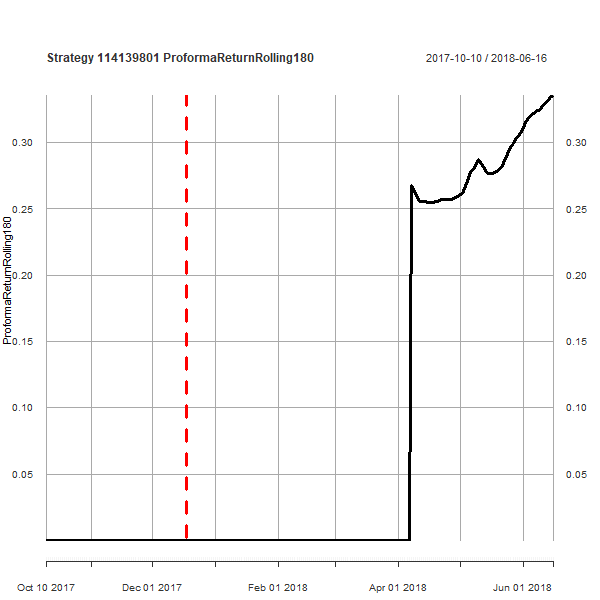 Strategy 114139801 ProformaReturnRolling180
2017-10-10 / 2018-06-16
ProformaReturnRolling180
0.30 0.30
0.25 0.25
0.20 0.20
0.15 0.15
0.10 0.10
0.05 0.05
Oct 10 2017 Dec 01 2017 Feb 01 2018 Apr 01 2018 Jun 01 2018